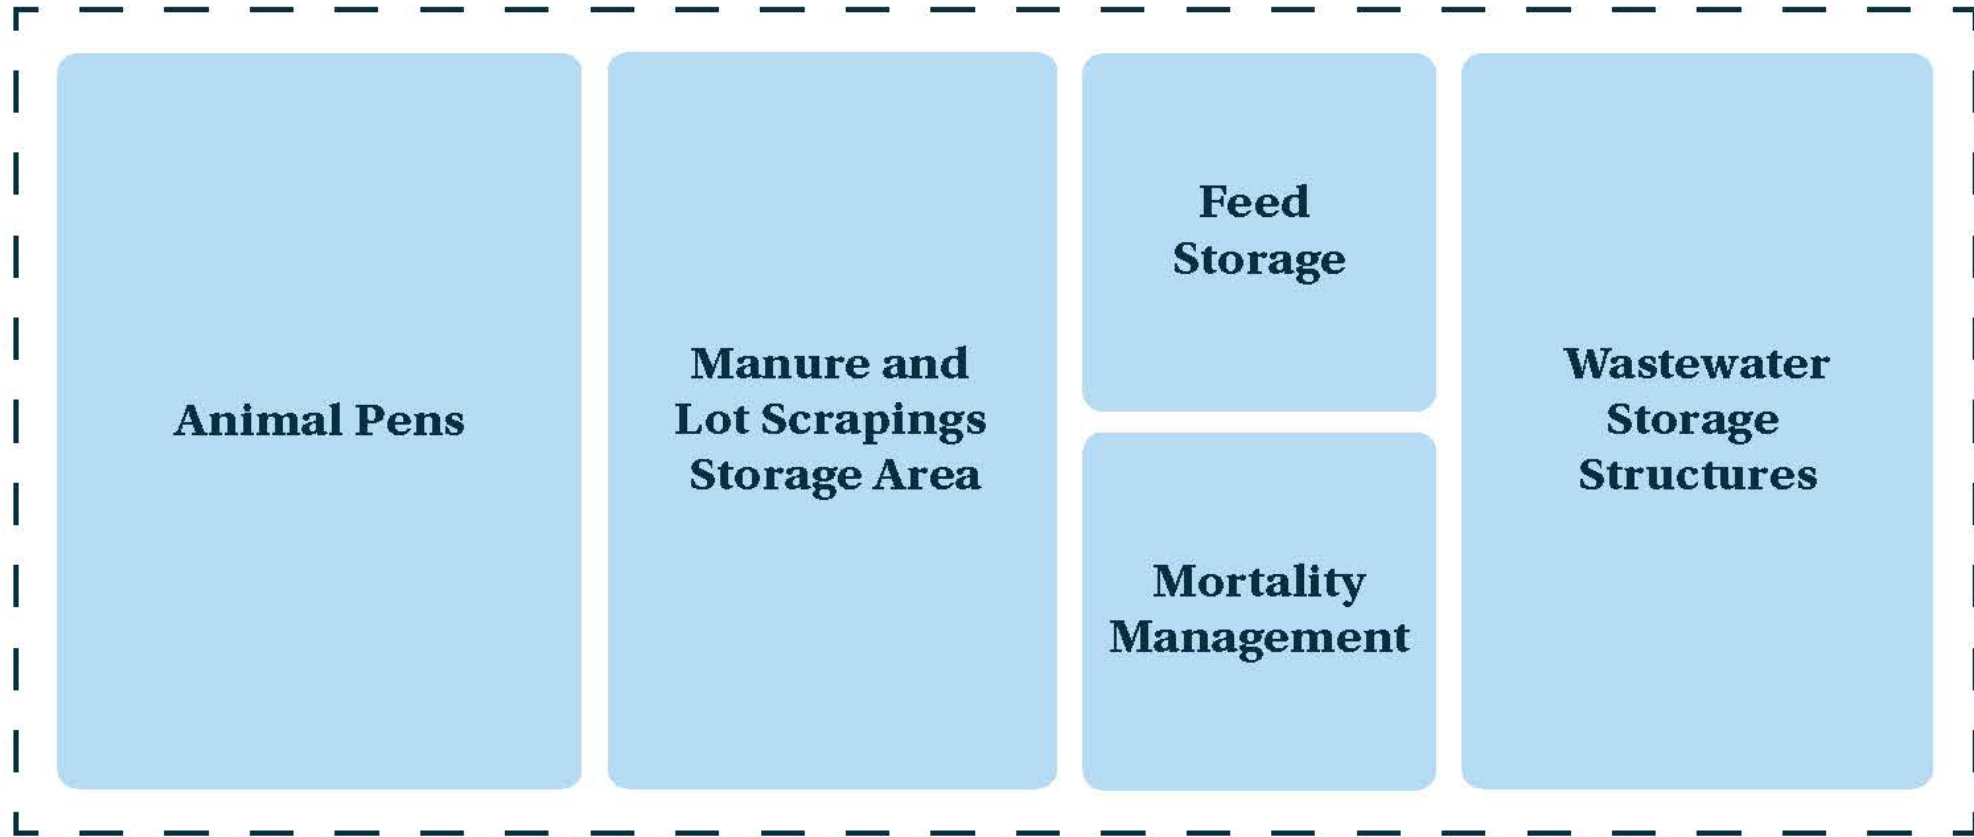 Animal Pens
Manure and
Lot Scrapings
Storage Area
Feed
Storage
Mortality
Management
Wastewater
Storage
Structures